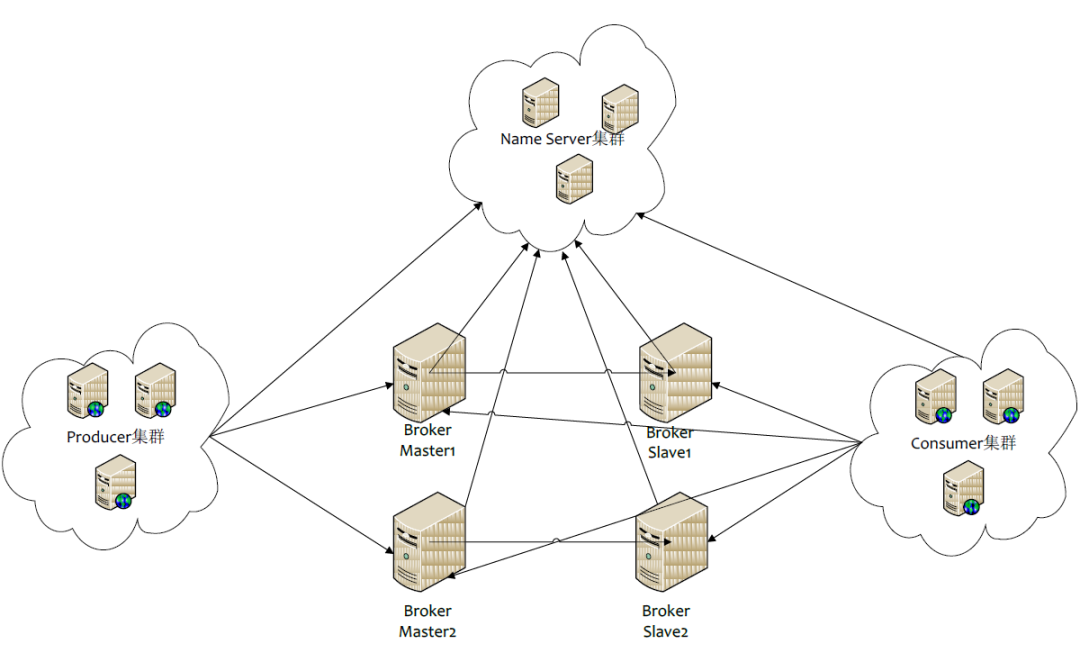 Name Server集群
Producer集群
Broker
Master1
Broker
Slave1
Consumer集群
Broker
Master2
Broker
Slave2